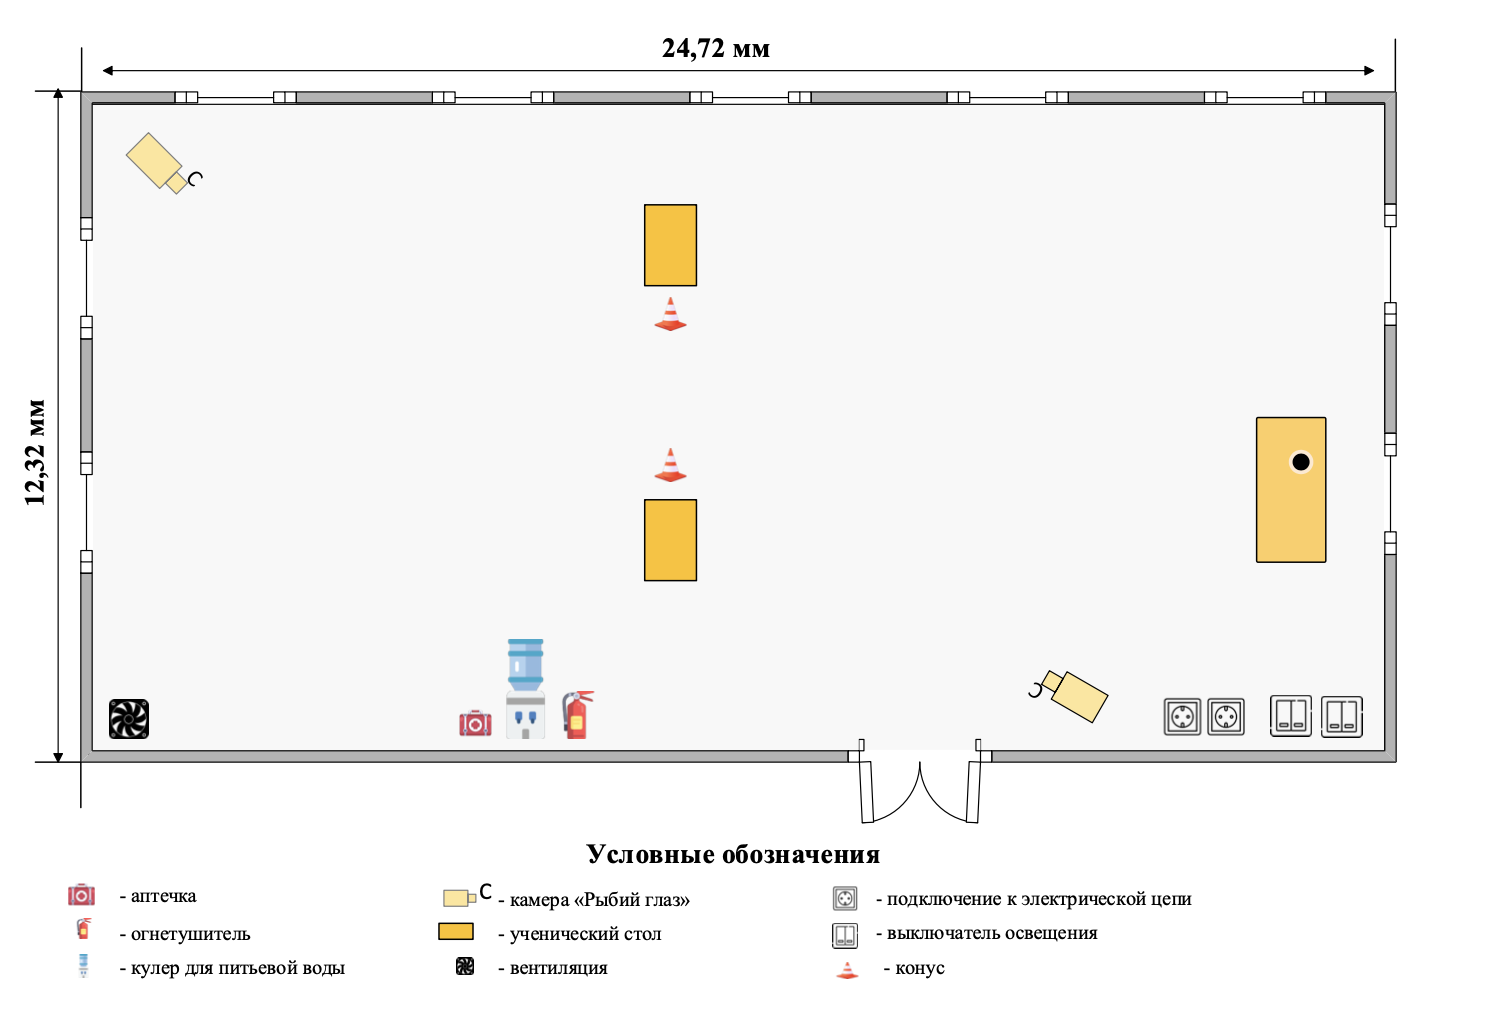 24,72 мм
12,32 мм
Условные обозначения
- аптечка
- огнетушитель
- кулер для питьевой воды
С - камера «Рыбий глаз»
- ученический стол
- вентиляция
- подключение к электрической цепи
- выключатель освещения
- конус